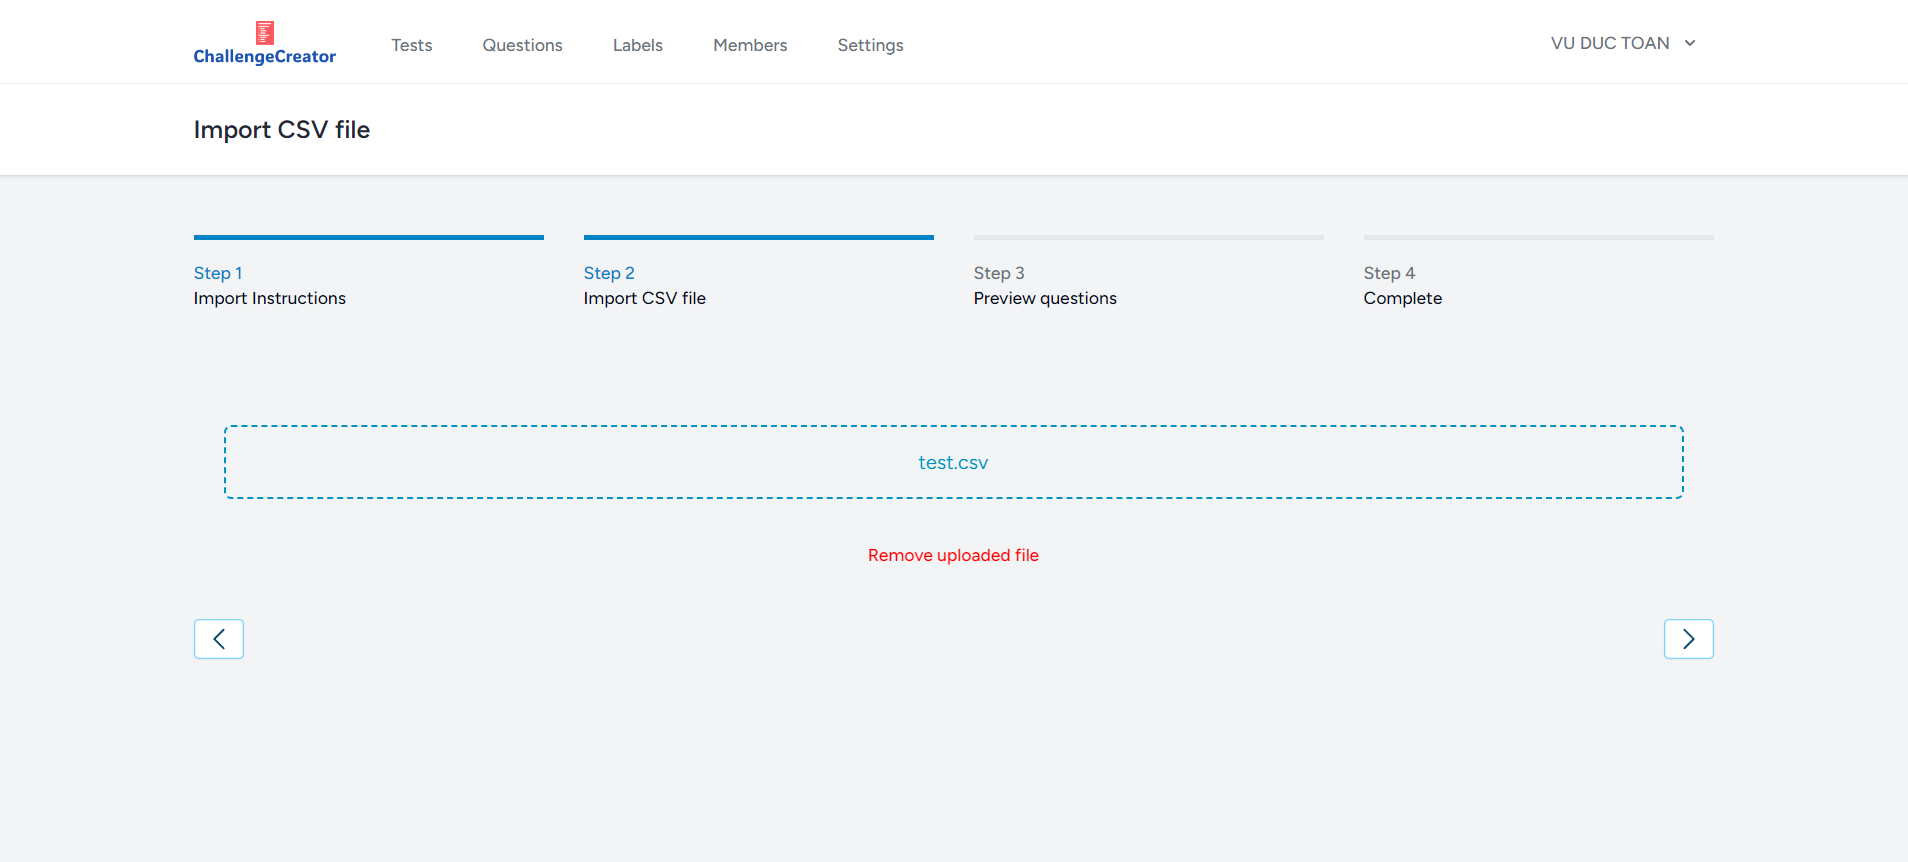 ChallengeCreator
Tests
Questions
Labels
Members
Settings
VU DUC TOAN
Import CSV file
Step 1
Import Instructions
Step 2
Import CSV file
Step 3
Preview questions
Step 4
Complete
test.csv
Remove uploaded file